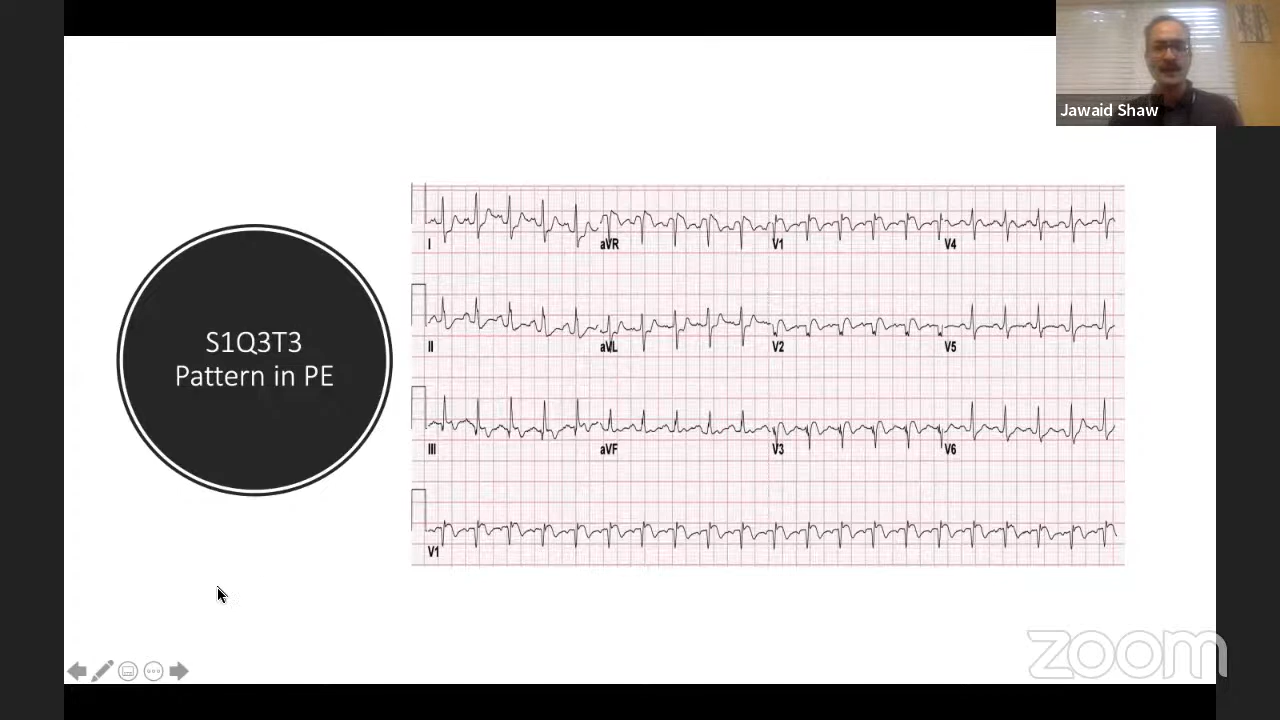 Jawaid Shaw
S1Q3T3
Pattern in PE
I aVR V1 V4
II aVL V2 V5
III aVF V3 V6
V1
zoom